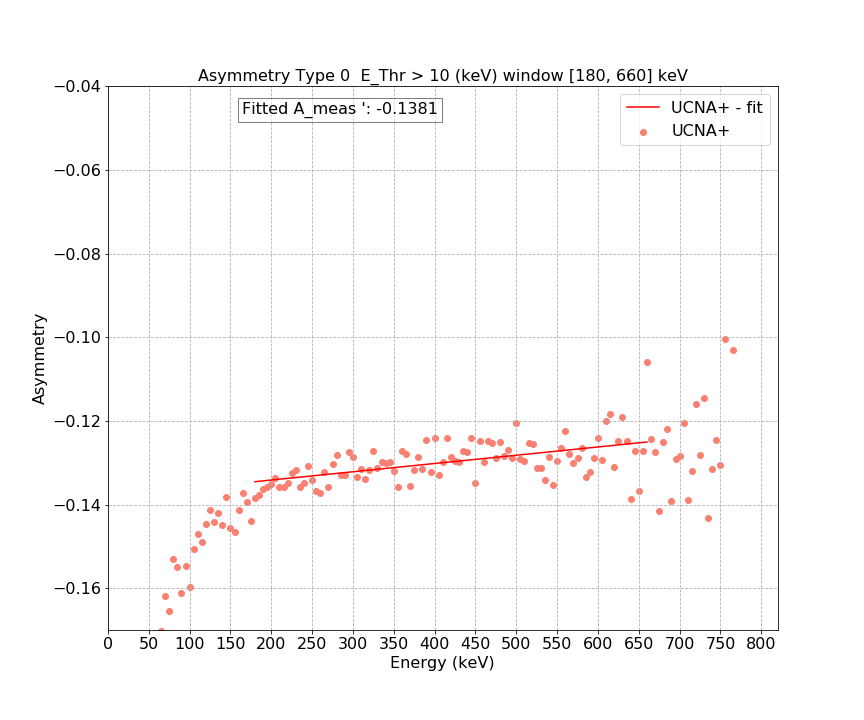 Asymmetry Type 0  E_Thr > 10 (keV) window [180, 660] keV
Fitted A_meas ': -0.1381
UCNA+ - fit
UCNA+
−0.04
−0.06
−0.08
−0.10
−0.12
−0.14
−0.16
Asymmetry
0 50 100 150 200 250 300 350 400 450 500 550 600 650 700 750 800
Energy (keV)